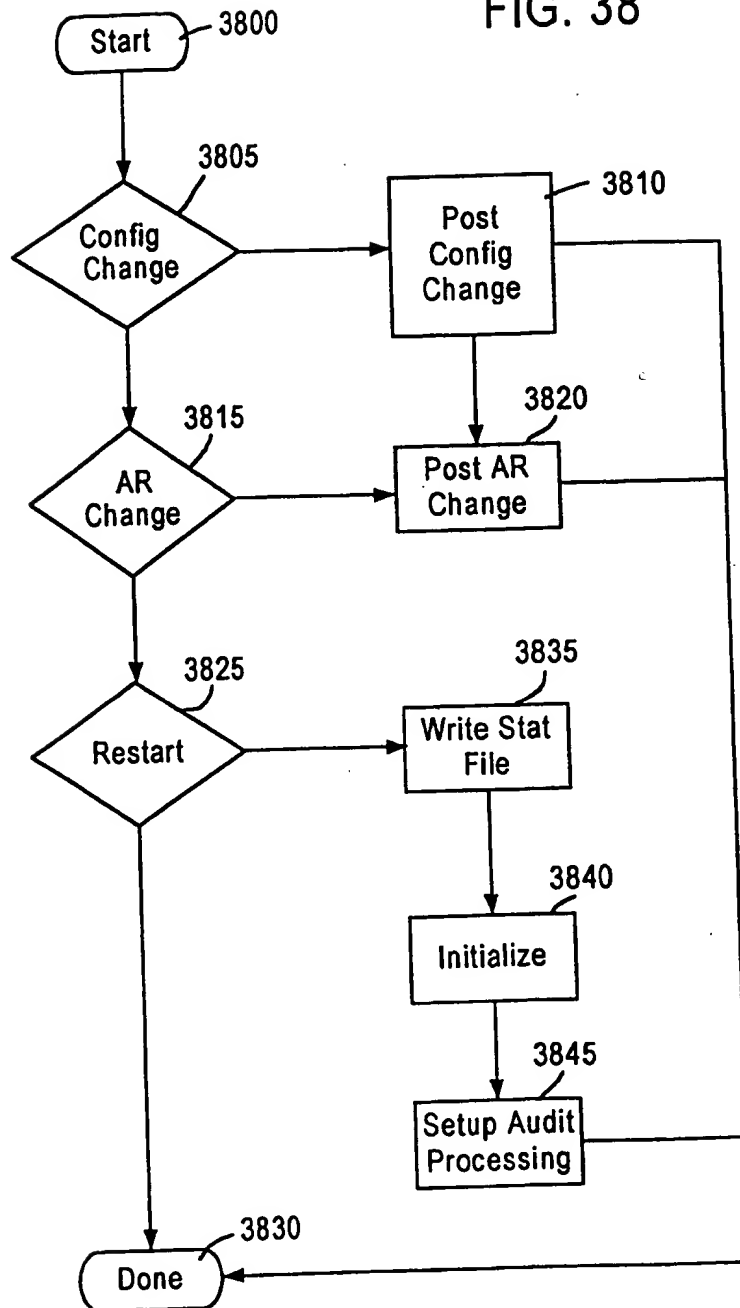 FIG. 38
Start
3800
3805
Config
Change
3810
Post
Config
Change
3815
AR
Change
3820
Post AR
Change
3825
Restart
3835
Write Stat
File
3840
Initialize
3845
Setup Audit
Processing
3830
Done